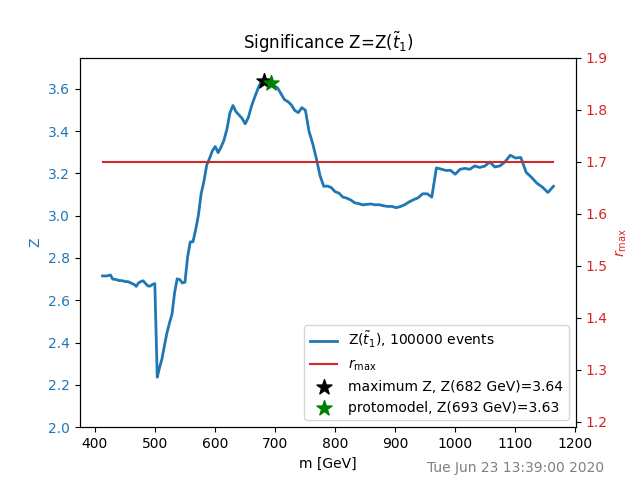 Significance Z=Z(t̃₁)
3.6
3.4
3.2
3.0
2.8
2.6
2.4
2.2
2.0
Z
1.9
1.8
1.7
1.6
1.5
1.4
1.3
1.2
r_max
Z(t̃₁), 100000 events
r_max
maximum Z, Z(682 GeV)=3.64
protomodel, Z(693 GeV)=3.63
400 500 600 700 800 900 1000 1100 1200
m [GeV]
Tue Jun 23 13:39:00 2020